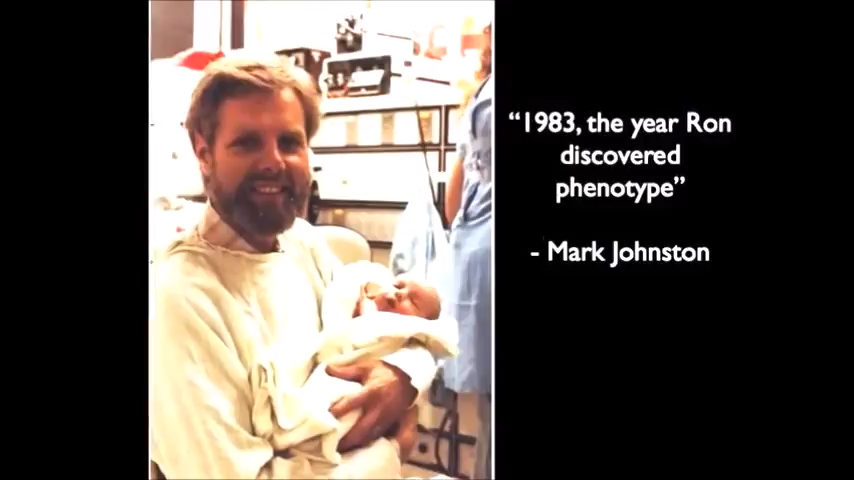 “1983, the year Ron
discovered
phenotype”
- Mark Johnston